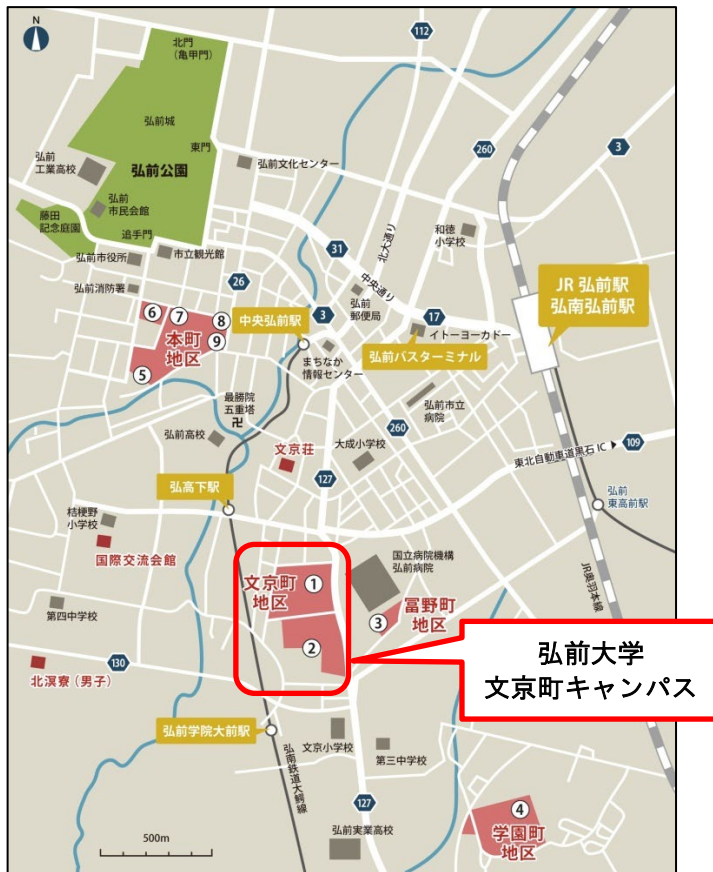 N
北門
(亀甲門)
112
弘前城
東門
弘前文化センター
260
3
弘前
工業高校
弘前公園
弘前
市民会館
藤田
記念庭園
追手門
北大通り
和徳
小学校
弘前市役所
市立観光館
31
中央通り
26
弘前消防署
弘前
郵便局
JR 弘前駅
弘南弘前駅
6
7
8
9
本町
地区
5
中央弘前駅
3
17
イトーヨーカドー
弘前バスターミナル
まちなか
情報センター
最勝院
五重塔
卍
弘前市立
病院
弘前高校
大成小学校
260
109
文京荘
127
東北自動車道黒石 IC
弘高下駅
弘前
東高前駅
桔梗野
小学校
国際交流会館
国立病院機構
弘前病院
JR奥羽本線
文京町
地区
1
2
3
富野町
地区
第四中学校
130
北溟寮 (男子)
弘前大学
文京町キャンパス
弘前学院大前駅
弘南鉄道大鰐線
文京小学校
第三中学校
127
4
学園町
地区
弘前実業高校
500m